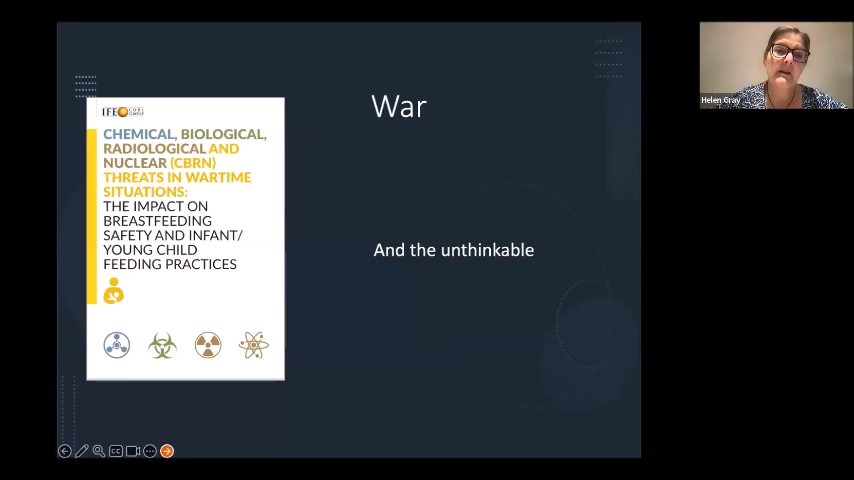 War
IFE CORE GROUP
CHEMICAL, BIOLOGICAL,
RADIOLOGICAL AND
NUCLEAR (CBRN)
THREATS IN WARTIME
SITUATIONS:
THE IMPACT ON
BREASTFEEDING
SAFETY AND INFANT/
YOUNG CHILD
FEEDING PRACTICES
And the unthinkable
CC
Helen Gray